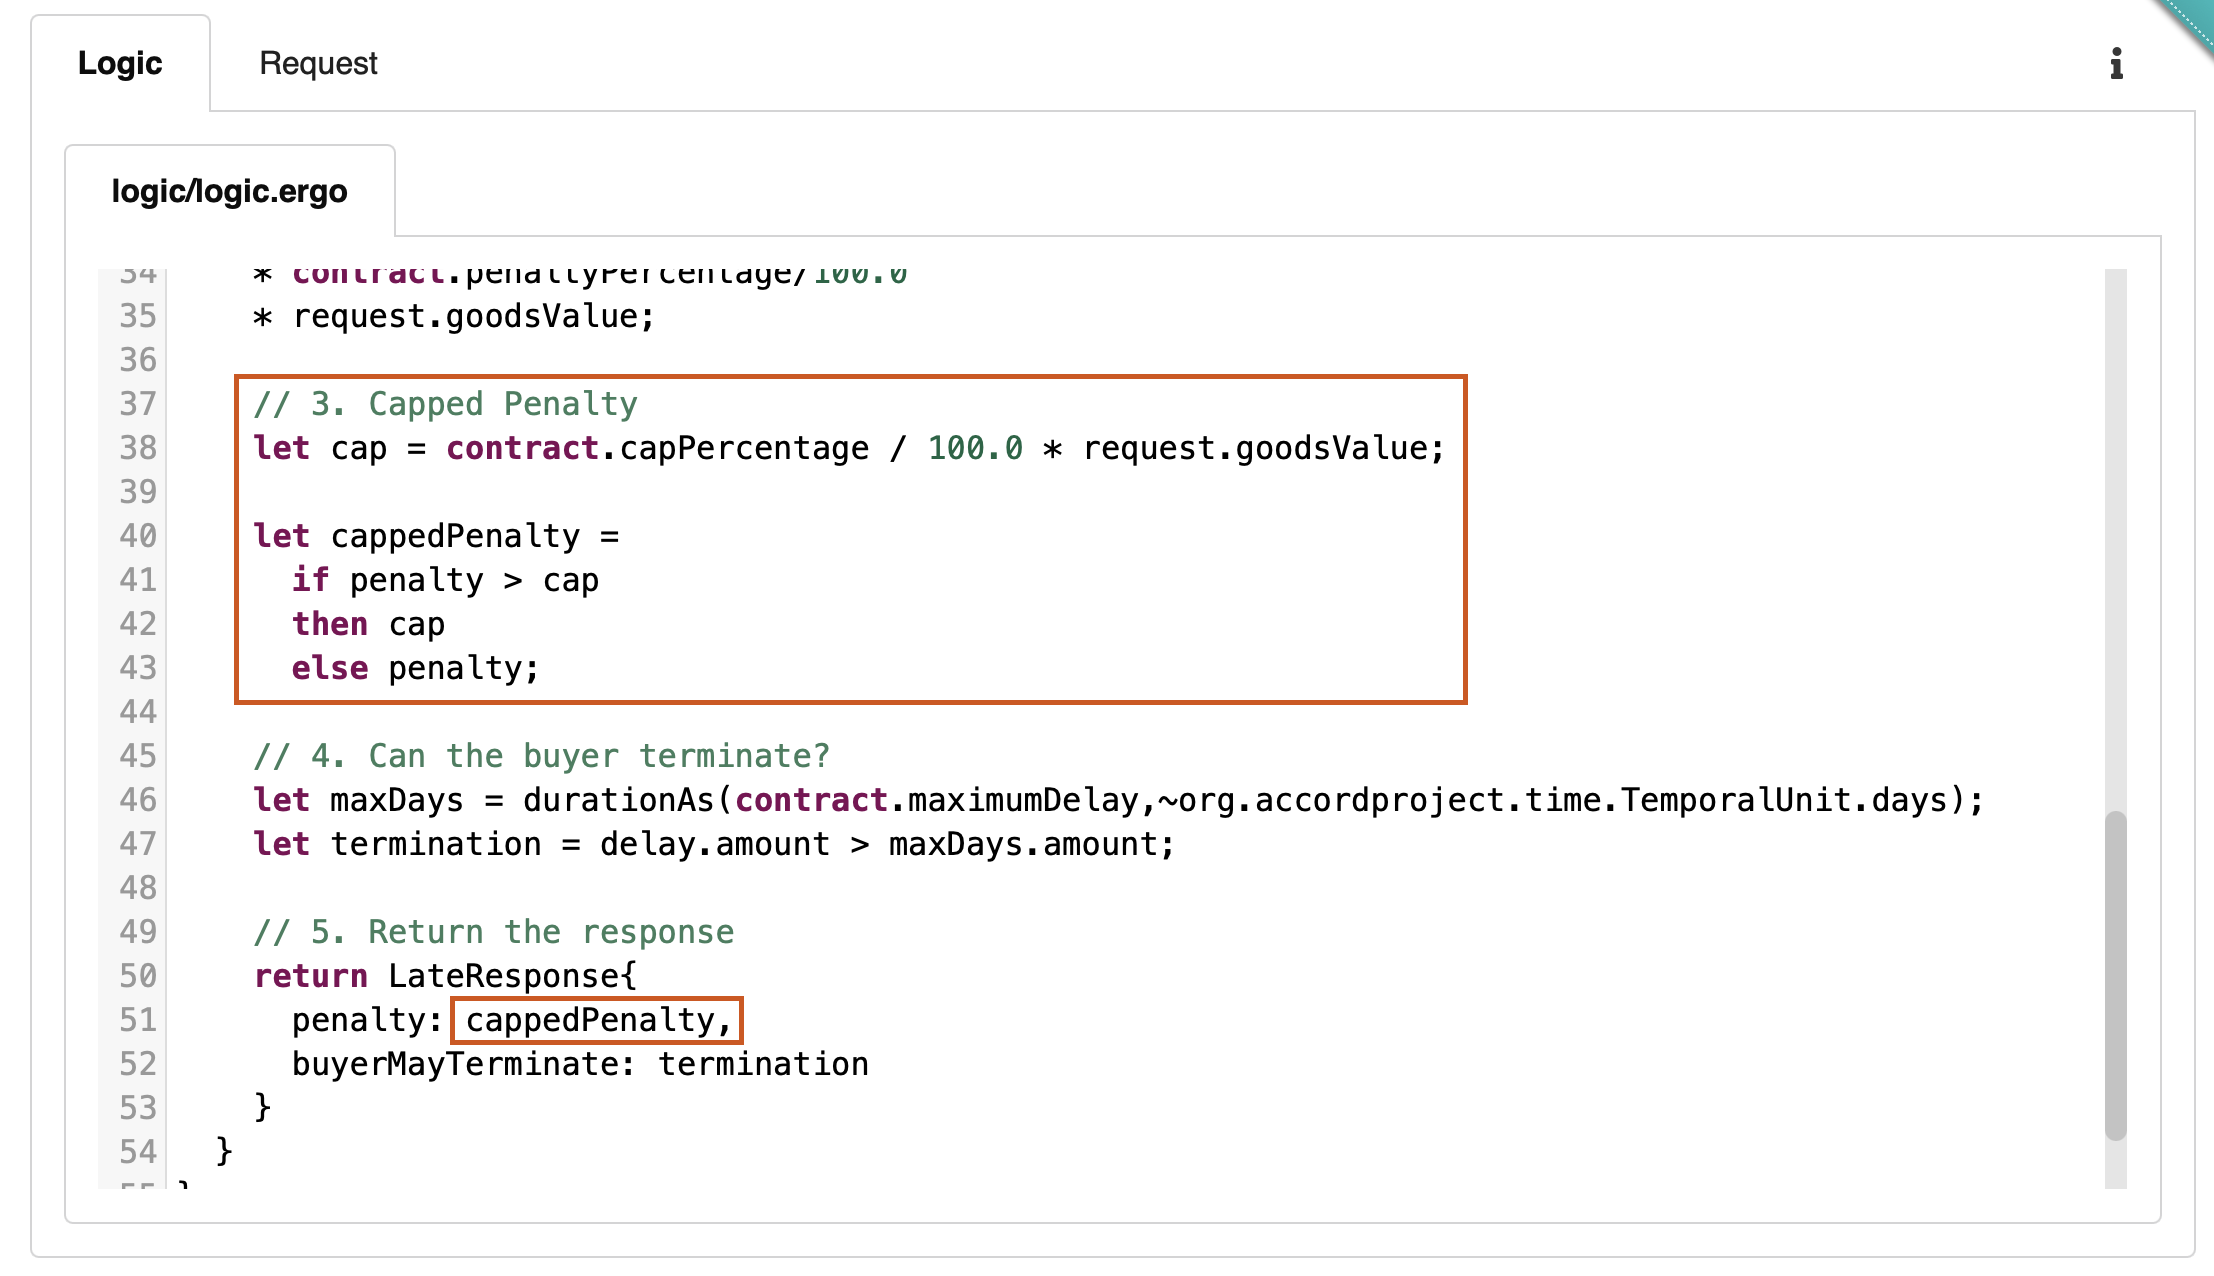 Logic Request
logic/logic.ergo
34 * contract.penaltyPercentage/100.0
35 * request.goodsValue;
36
37 // 3. Capped Penalty
38 let cap = contract.capPercentage / 100.0 * request.goodsValue;
39
40 let cappedPenalty =
41 if penalty > cap
42 then cap
43 else penalty;
44
45 // 4. Can the buyer terminate?
46 let maxDays = durationAs(contract.maximumDelay,~org.accordproject.time.TemporalUnit.days);
47 let termination = delay.amount > maxDays.amount;
48
49 // 5. Return the response
50 return LateResponse{
51 penalty: cappedPenalty,
52 buyerMayTerminate: termination
53 }
54 }
55 }